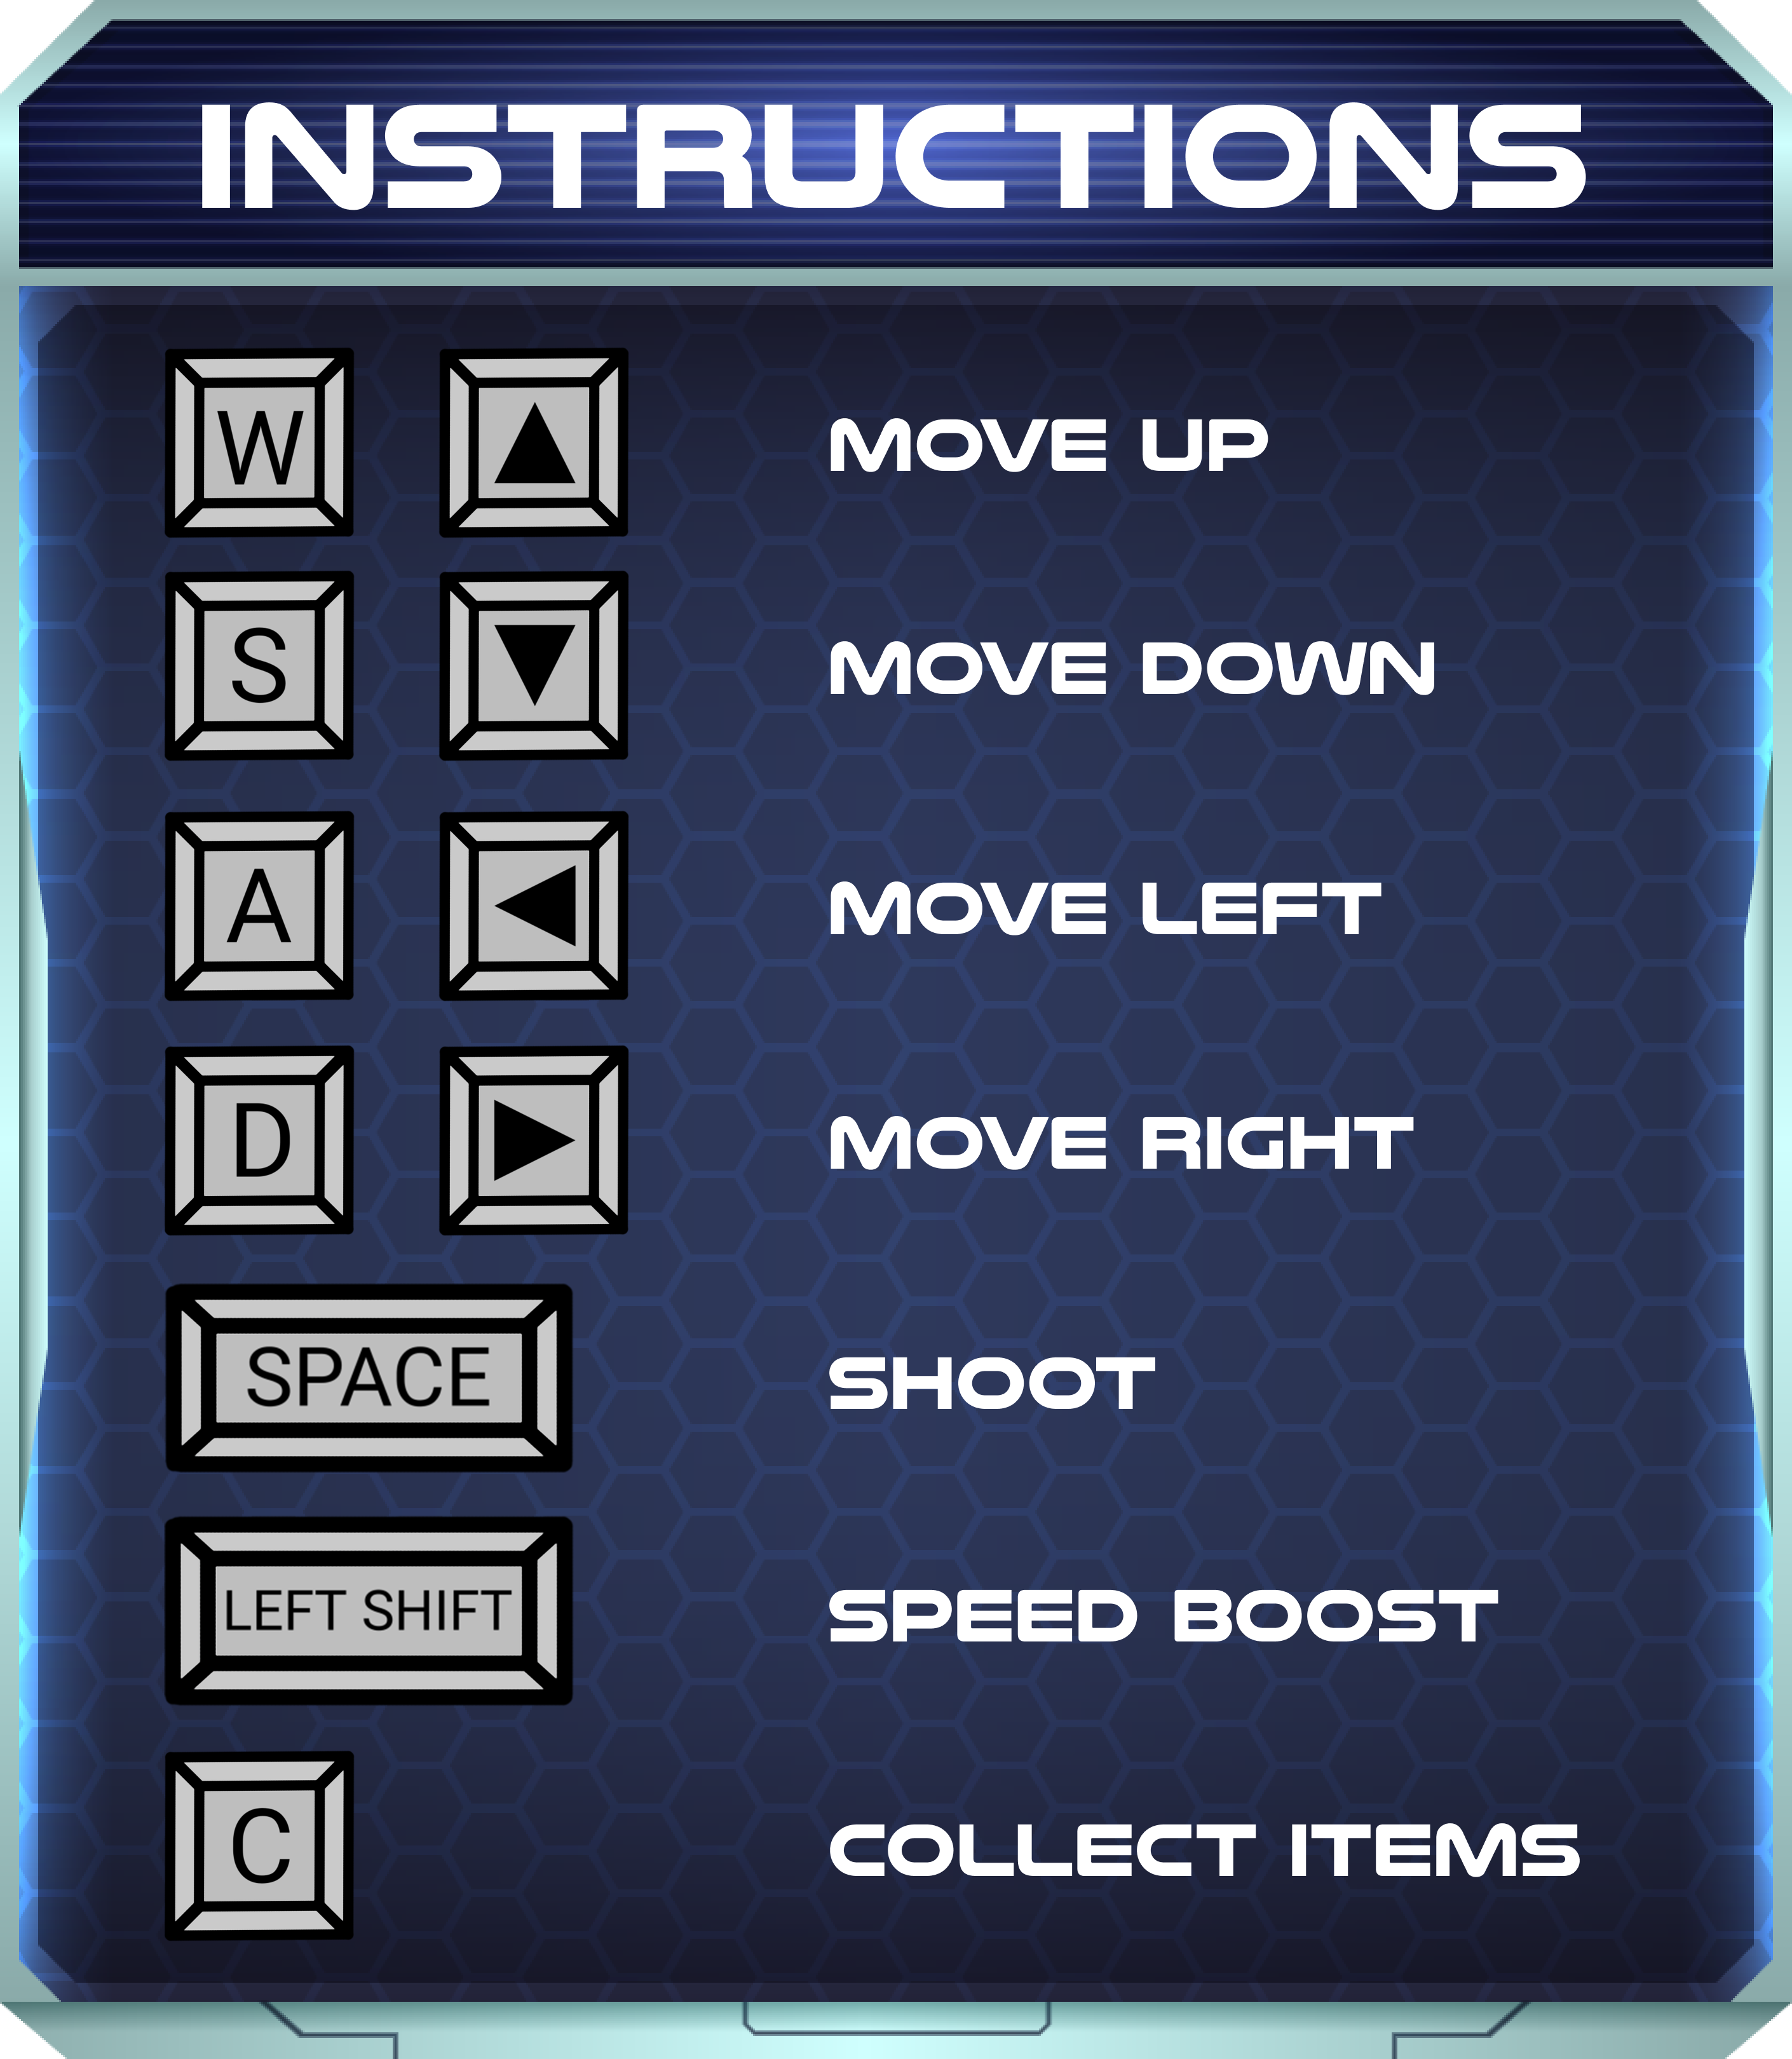 INSTRUCTIONS
W ▲ MOVE UP
S ▼ MOVE DOWN
A ◀ MOVE LEFT
D ▶ MOVE RIGHT
SPACE SHOOT
LEFT SHIFT SPEED BOOST
C COLLECT ITEMS